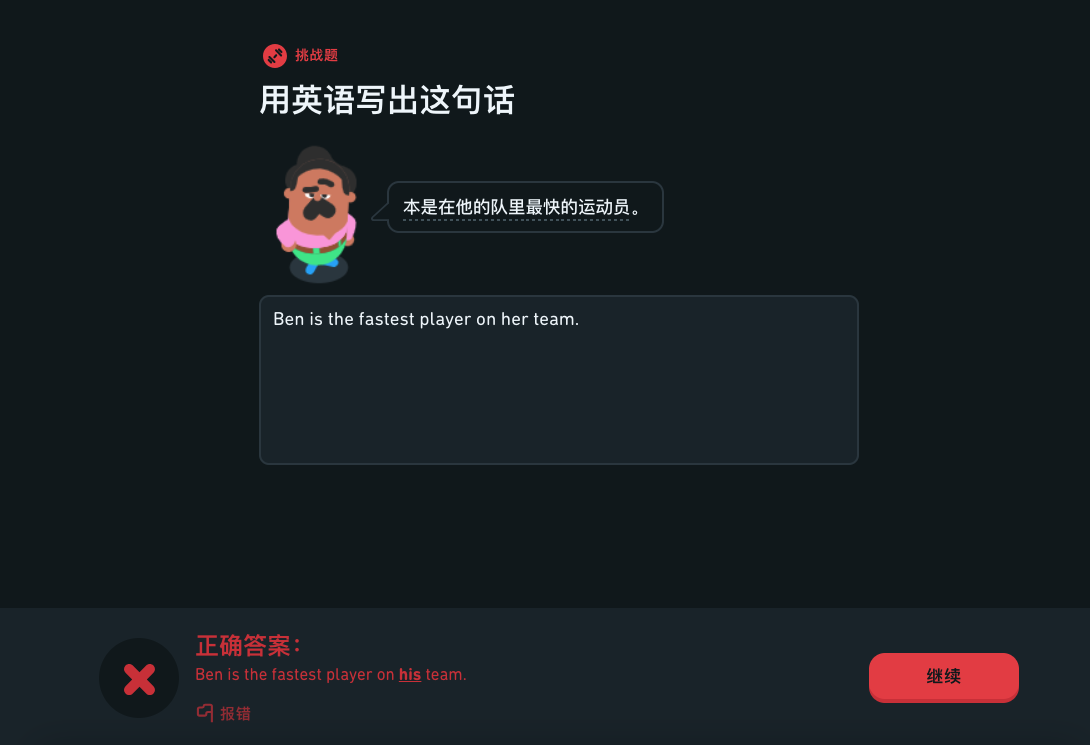 挑战题
用英语写出这句话
本是在他的队里最快的运动员。
Ben is the fastest player on her team.
正确答案：
Ben is the fastest player on his team.
继续
报错